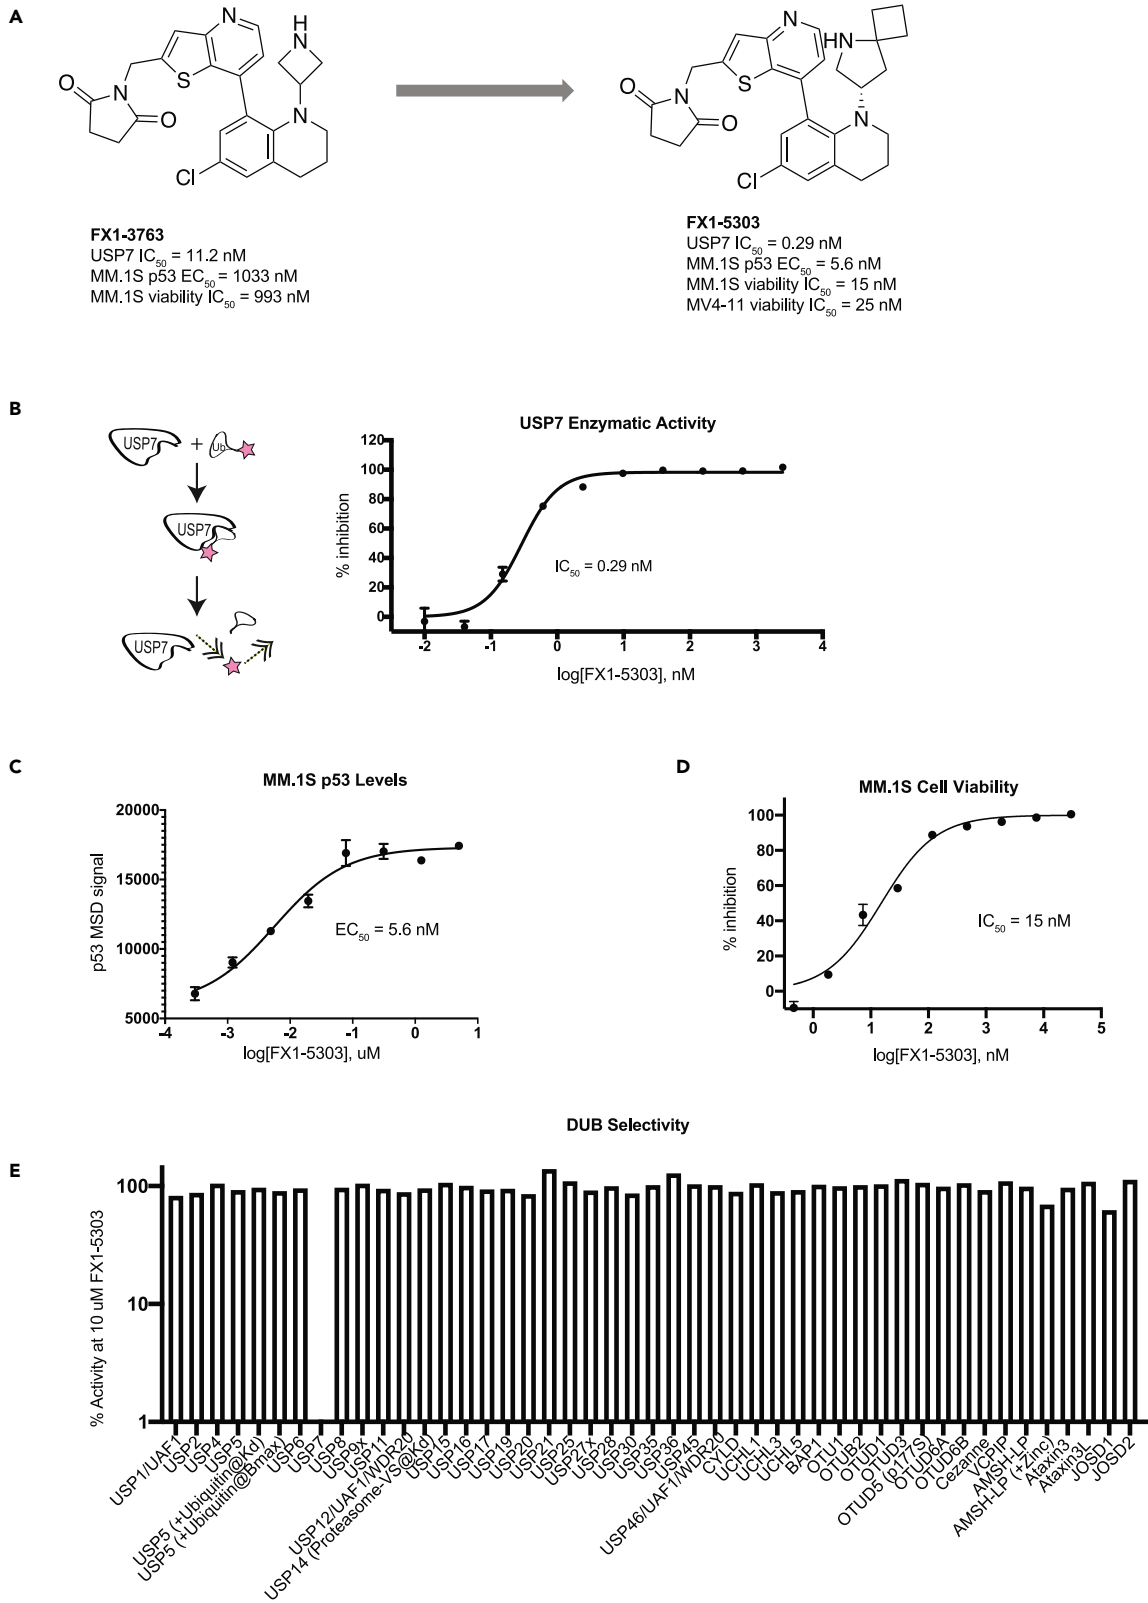 A
H
N
N
S
O
N
O
N
Cl
N
HN
S
O
N
O
N
Cl
FX1-3763
USP7 IC50 = 11.2 nM
MM.1S p53 EC50 = 1033 nM
MM.1S viability IC50 = 993 nM
FX1-5303
USP7 IC50 = 0.29 nM
MM.1S p53 EC50 = 5.6 nM
MM.1S viability IC50 = 15 nM
MV4-11 viability IC50 = 25 nM
B
USP7 + Ub
USP7
USP7
USP7 Enzymatic Activity
% inhibition
120
100
80
60
40
20
0
IC50 = 0.29 nM
-2 -1 0 1 2 3 4
log[FX1-5303], nM
C
MM.1S p53 Levels
p53 MSD signal
20000
15000
10000
5000
EC50 = 5.6 nM
-4 -3 -2 -1 0 1
log[FX1-5303], uM
D
MM.1S Cell Viability
% inhibition
100
80
60
40
20
0
IC50 = 15 nM
0 1 2 3 4 5
log[FX1-5303], nM
DUB Selectivity
E
% Activity at 10 uM FX1-5303
100
10
1
USP1/UAF1
USP2
USP4
USP5
USP5 (+Ubiquitin@Kd)
USP5 (+Ubiquitin@Bmax)
USP6
USP7
USP8
USP9x
USP11
USP12/UAF1/WDR20
USP14 (Proteasome-VS@Kd)
USP15
USP16
USP17
USP19
USP20
USP21
USP25
USP27x
USP28
USP30
USP35
USP36
USP45
USP46/UAF1/WDR20
CYLD
UCHL1
UCHL3
UCHL5
BAP1
OTU1
OTUB2
OTUD1
OTUD3
OTUD5 (p177S)
OTUD6A
OTUD6B
Cezanne
VCPIP
AMSH-LP
AMSH-LP (+Zinc)
Ataxin3
Ataxin3L
JOSD1
JOSD2